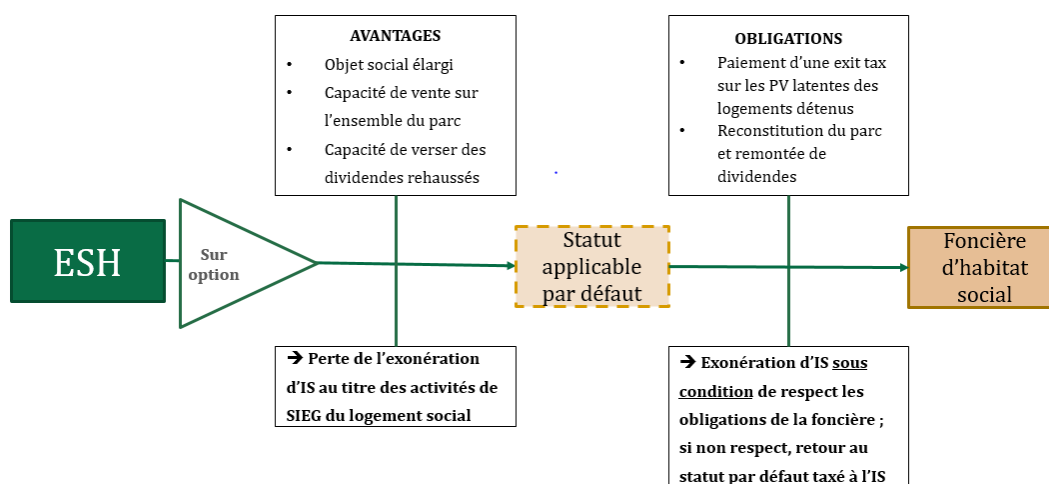 AVANTAGES
• Objet social élargi
• Capacité de vente sur
l’ensemble du parc
• Capacité de verser des
dividendes rehaussés
OBLIGATIONS
• Paiement d’une exit tax
sur les PV latentes des
logements détenus
• Reconstitution du parc
et remontée de
dividendes
ESH
Sur
option
Statut
applicable
par défaut
Foncière
d’habitat
social
➔ Perte de l’exonération
d’IS au titre des activités de
SIEG du logement social
➔ Exonération d’IS sous
condition de respect les
obligations de la foncière ;
si non respect, retour au
statut par défaut taxé à l’IS